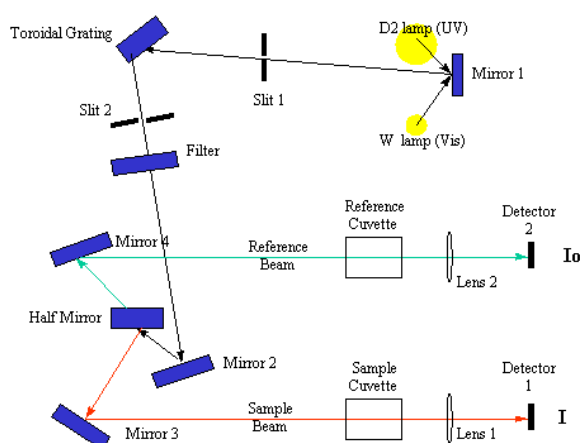 D2 lamp (UV)
Toroidal Grating
Mirror 1
Slit 1
Slit 2
W lamp (Vis)
Filter
Reference
Cuvette
Detector
2
Mirror 4
Reference
Beam
Io
Lens 2
Half Mirror
Mirror 2
Sample
Cuvette
Detector
1
Mirror 3
Sample
Beam
Lens 1
I